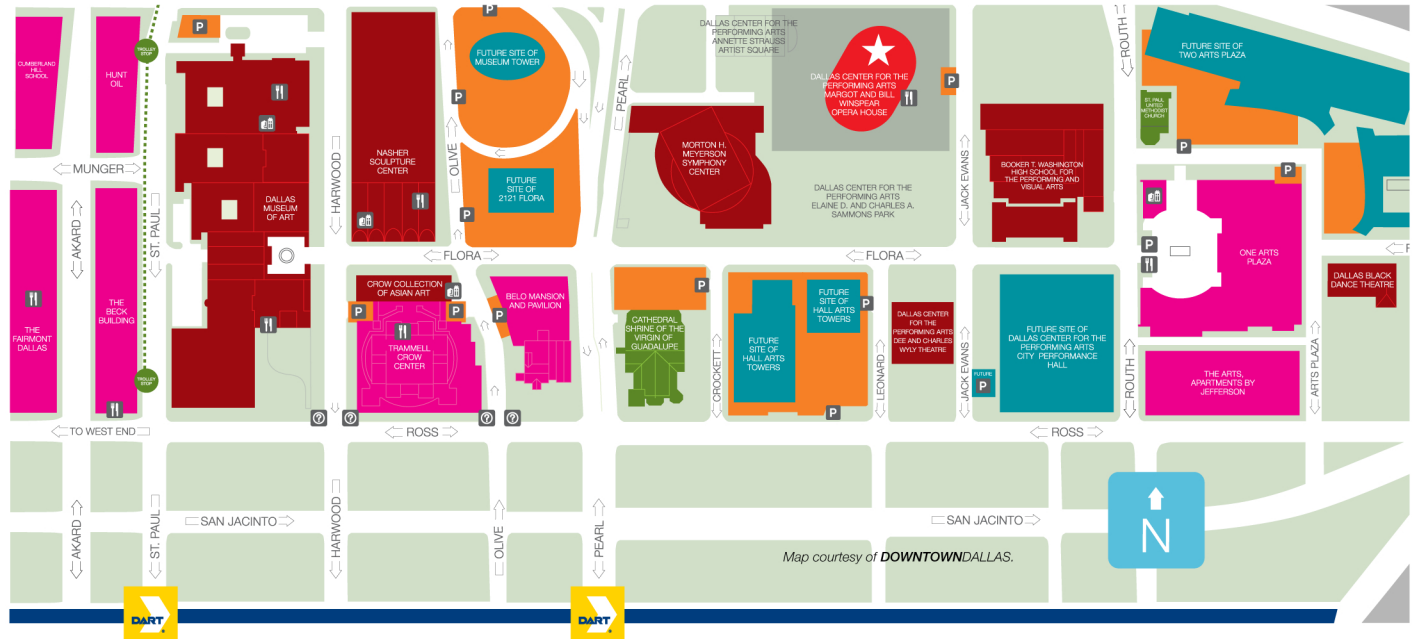 CUMBERLAND
HILL
SCHOOL
HUNT
OIL
TROLLEY
STOP
P
P
FUTURE SITE OF
MUSEUM TOWER
DALLAS CENTER FOR THE
PERFORMING ARTS
ANNETTE STRAUSS
ARTIST SQUARE
DALLAS CENTER FOR THE
PERFORMING ARTS
MARGOT AND BILL
WINSPEAR
OPERA HOUSE
P
ROUTH
FUTURE SITE OF
TWO ARTS PLAZA
ST. PAUL
UNITED
METHODIST
CHURCH
P
P
PEARL
OLIVE
HARWOOD
MUNGER
NASHER
SCULPTURE
CENTER
MORTON H.
MEYERSON
SYMPHONY
CENTER
JACK EVANS
BOOKER T. WASHINGTON
HIGH SCHOOL FOR
THE PERFORMING AND
VISUAL ARTS
P
FUTURE
SITE OF
2121 FLORA
DALLAS CENTER FOR THE
PERFORMING ARTS
ELAINE D. AND CHARLES A.
SAMMONS PARK
DALLAS
MUSEUM
OF ART
P
AKARD
ST. PAUL
FLORA
FLORA
P
ONE ARTS
PLAZA
F
CROW COLLECTION
OF ASIAN ART
BELO MANSION
AND PAVILION
P
P
P
P
P
THE
FAIRMONT
DALLAS
THE
BECK
BUILDING
TRAMMELL
CROW
CENTER
CATHEDRAL
SHRINE OF THE
VIRGIN OF
GUADALUPE
FUTURE
SITE OF
HALL ARTS
TOWERS
FUTURE
SITE OF
HALL ARTS
TOWERS
DALLAS CENTER
FOR THE
PERFORMING ARTS
DEE AND CHARLES
WYLY THEATRE
FUTURE SITE OF
DALLAS CENTER FOR THE
PERFORMING ARTS
CITY PERFORMANCE
HALL
DALLAS BLACK
DANCE THEATRE
TROLLEY
STOP
CROCKETT
LEONARD
JACK EVANS
FUTURE
P
ROUTH
THE ARTS,
APARTMENTS BY
JEFFERSON
ARTS PLAZA
P
?
?
?
?
TO WEST END
ROSS
ROSS
AKARD
ST. PAUL
SAN JACINTO
HARWOOD
OLIVE
PEARL
SAN JACINTO
N
Map courtesy of DOWNTOWNDALLAS.
DART
DART